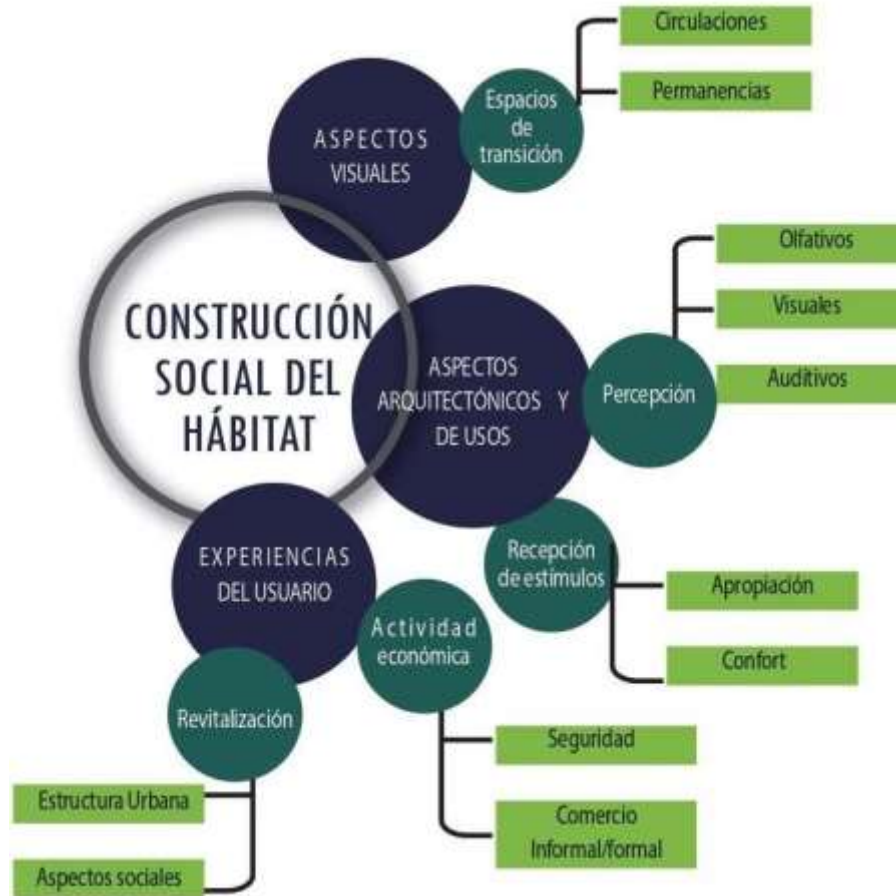 Circulaciones
Permanencias
ASPECTOS
VISUALES
Espacios
de
transición
Olfativos
Visuales
Auditivos
CONSTRUCCIÓN
SOCIAL DEL
HÁBITAT
ASPECTOS
ARQUITECTÓNICOS Y
DE USOS
Percepción
EXPERIENCIAS
DEL USUARIO
Recepción
de estímulos
Apropiación
Confort
Actividad
económica
Revitalización
Seguridad
Comercio
Informal/formal
Estructura Urbana
Aspectos sociales